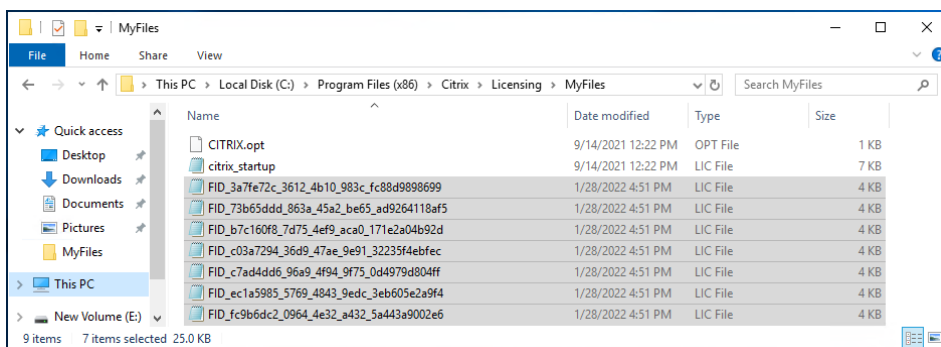 MyFiles
File Home Share View
This PC > Local Disk (C:) > Program Files (x86) > Citrix > Licensing > MyFiles
Search MyFiles
Name Date modified Type Size
Quick access
Desktop
Downloads
Documents
Pictures
MyFiles
This PC
New Volume (E:)
CITRIX.opt 9/14/2021 12:22 PM OPT File 1 KB
citrix_startup 9/14/2021 12:22 PM LIC File 7 KB
FID_3a7fe72c_3612_4b10_983c_fc88d9898699 1/28/2022 4:51 PM LIC File 4 KB
FID_73b65ddd_863a_45a2_be65_ad9264118af5 1/28/2022 4:51 PM LIC File 4 KB
FID_b7c160f8_7d75_4ef9_aca0_171e2a04b92d 1/28/2022 4:51 PM LIC File 4 KB
FID_c03a7294_36d9_47ae_9e91_32235f4ebfec 1/28/2022 4:51 PM LIC File 4 KB
FID_c7ad4dd6_96a9_4f94_9f75_0d4979d804ff 1/28/2022 4:51 PM LIC File 4 KB
FID_ec1a5985_5769_4843_9edc_3eb605e2a9f4 1/28/2022 4:51 PM LIC File 4 KB
FID_fc9b6dc2_0964_4e32_a432_5a443a9002e6 1/28/2022 4:51 PM LIC File 4 KB
9 items 7 items selected 25.0 KB